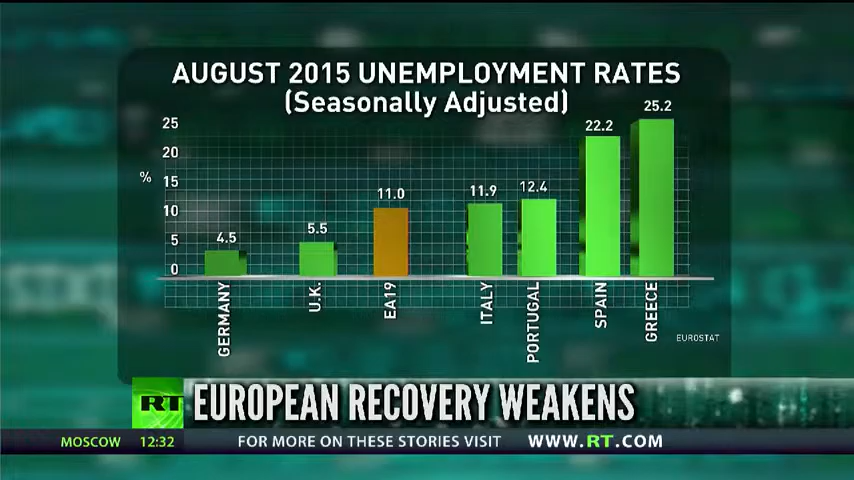 AUGUST 2015 UNEMPLOYMENT RATES
(Seasonally Adjusted)
%
25
20
15
10
5
0
4.5
5.5
11.0
11.9
12.4
22.2
25.2
GERMANY
U.K.
EA19
ITALY
PORTUGAL
SPAIN
GREECE
EUROSTAT
RT EUROPEAN RECOVERY WEAKENS
MOSCOW 12:32 FOR MORE ON THESE STORIES VISIT WWW.RT.COM